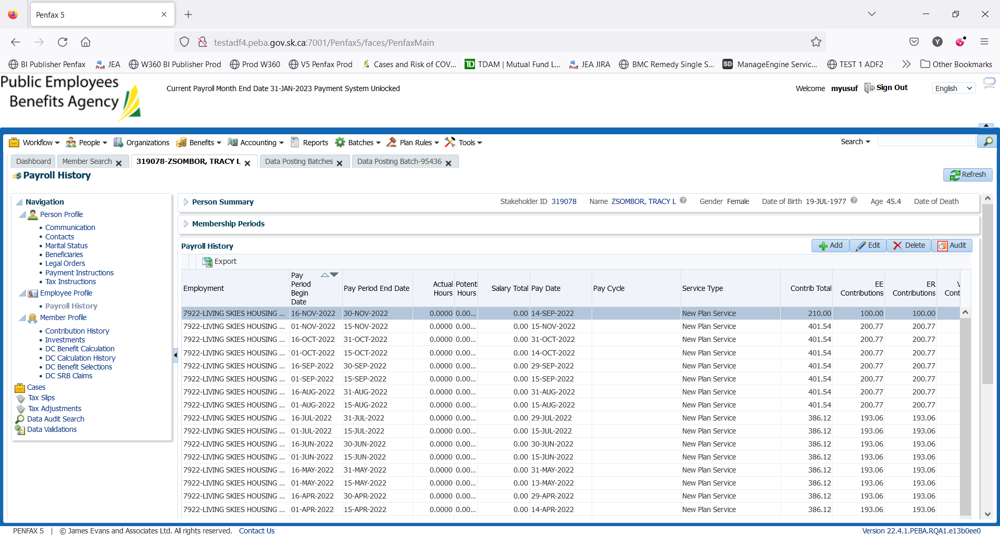 Penfax 5
testadf4.peba.gov.sk.ca:7001/Penfax5/faces/PenfaxMain
Y
BI Publisher Penfax JEA W360 BI Publisher Prod Prod W360 V5 Penfax Prod Cases and Risk of COV... TDAM | Mutual Fund L... JEA JIRA BMC Remedy Single S... SD ManageEngine Servic... TEST 1 ADF2 Other Bookmarks
Public Employees
Benefits Agency
Current Payroll Month End Date 31-JAN-2023 Payment System Unlocked
Welcome myusuf Sign Out English
Workflow People Organizations Benefits Accounting Reports Batches Plan Rules Tools Search
Dashboard Member Search 319078-ZSOMBOR, TRACY L Data Posting Batches Data Posting Batch-95436
Payroll History
Refresh
Navigation
Person Profile
Communication
Contacts
Marital Status
Beneficiaries
Legal Orders
Payment Instructions
Tax Instructions
Employee Profile
Payroll History
Member Profile
Contribution History
Investments
DC Benefit Calculation
DC Calculation History
DC Benefit Selections
DC SRB Claims
Cases
Tax Slips
Tax Adjustments
Data Audit Search
Data Validations
Person Summary Stakeholder ID 319078 Name ZSOMBOR, TRACY L Gender Female Date of Birth 19-JUL-1977 Age 45.4 Date of Death
Membership Periods
Payroll History Add Edit Delete Audit
Export
Employment Pay Period Begin Date Pay Period End Date Actual Hours Potenti Hours Salary Total Pay Date Pay Cycle Service Type Contrib Total EE Contributions ER Contributions V Cont
7922-LIVING SKIES HOUSING ... 16-NOV-2022 30-NOV-2022 0.0000 0.00... 0.00 14-SEP-2022 New Plan Service 210.00 100.00 100.00
7922-LIVING SKIES HOUSING ... 01-NOV-2022 15-NOV-2022 0.0000 0.00... 0.00 15-NOV-2022 New Plan Service 401.54 200.77 200.77
7922-LIVING SKIES HOUSING ... 16-OCT-2022 31-OCT-2022 0.0000 0.00... 0.00 31-OCT-2022 New Plan Service 401.54 200.77 200.77
7922-LIVING SKIES HOUSING ... 01-OCT-2022 15-OCT-2022 0.0000 0.00... 0.00 14-OCT-2022 New Plan Service 401.54 200.77 200.77
7922-LIVING SKIES HOUSING ... 16-SEP-2022 30-SEP-2022 0.0000 0.00... 0.00 29-SEP-2022 New Plan Service 401.54 200.77 200.77
7922-LIVING SKIES HOUSING ... 01-SEP-2022 15-SEP-2022 0.0000 0.00... 0.00 15-SEP-2022 New Plan Service 401.54 200.77 200.77
7922-LIVING SKIES HOUSING ... 16-AUG-2022 31-AUG-2022 0.0000 0.00... 0.00 31-AUG-2022 New Plan Service 401.54 200.77 200.77
7922-LIVING SKIES HOUSING ... 01-AUG-2022 15-AUG-2022 0.0000 0.00... 0.00 15-AUG-2022 New Plan Service 401.54 200.77 200.77
7922-LIVING SKIES HOUSING ... 16-JUL-2022 31-JUL-2022 0.0000 0.00... 0.00 29-JUL-2022 New Plan Service 386.12 193.06 193.06
7922-LIVING SKIES HOUSING ... 01-JUL-2022 15-JUL-2022 0.0000 0.00... 0.00 15-JUL-2022 New Plan Service 386.12 193.06 193.06
7922-LIVING SKIES HOUSING ... 16-JUN-2022 30-JUN-2022 0.0000 0.00... 0.00 30-JUN-2022 New Plan Service 386.12 193.06 193.06
7922-LIVING SKIES HOUSING ... 01-JUN-2022 15-JUN-2022 0.0000 0.00... 0.00 15-JUN-2022 New Plan Service 386.12 193.06 193.06
7922-LIVING SKIES HOUSING ... 16-MAY-2022 31-MAY-2022 0.0000 0.00... 0.00 31-MAY-2022 New Plan Service 386.12 193.06 193.06
7922-LIVING SKIES HOUSING ... 01-MAY-2022 15-MAY-2022 0.0000 0.00... 0.00 13-MAY-2022 New Plan Service 386.12 193.06 193.06
7922-LIVING SKIES HOUSING ... 16-APR-2022 30-APR-2022 0.0000 0.00... 0.00 29-APR-2022 New Plan Service 386.12 193.06 193.06
7922-LIVING SKIES HOUSING ... 01-APR-2022 15-APR-2022 0.0000 0.00... 0.00 14-APR-2022 New Plan Service 386.12 193.06 193.06
PENFAX 5 | © James Evans and Associates Ltd. All rights reserved. Contact Us Version 22.4.1.PEBA.RQA1.e13b0ee0